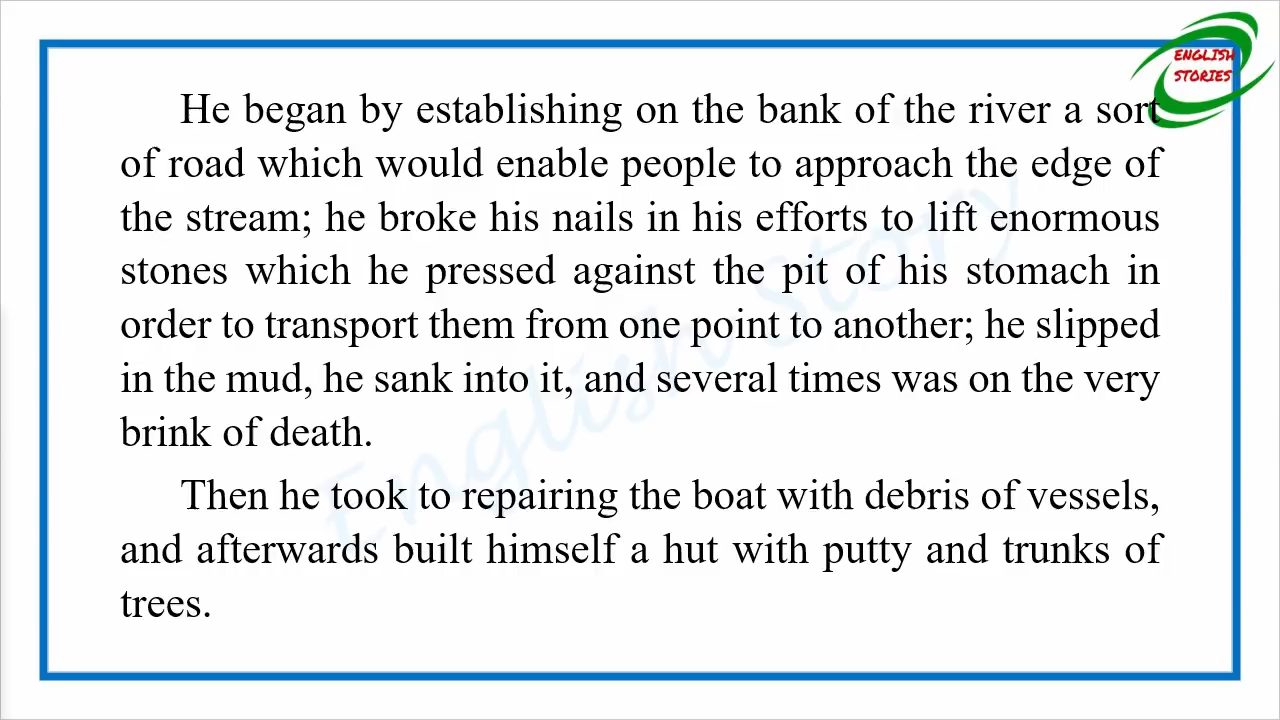 ENGLISH
STORIES
He began by establishing on the bank of the river a sort
of road which would enable people to approach the edge of
the stream; he broke his nails in his efforts to lift enormous
stones which he pressed against the pit of his stomach in
order to transport them from one point to another; he slipped
in the mud, he sank into it, and several times was on the very
brink of death.
Then he took to repairing the boat with debris of vessels,
and afterwards built himself a hut with putty and trunks of
trees.
English Story